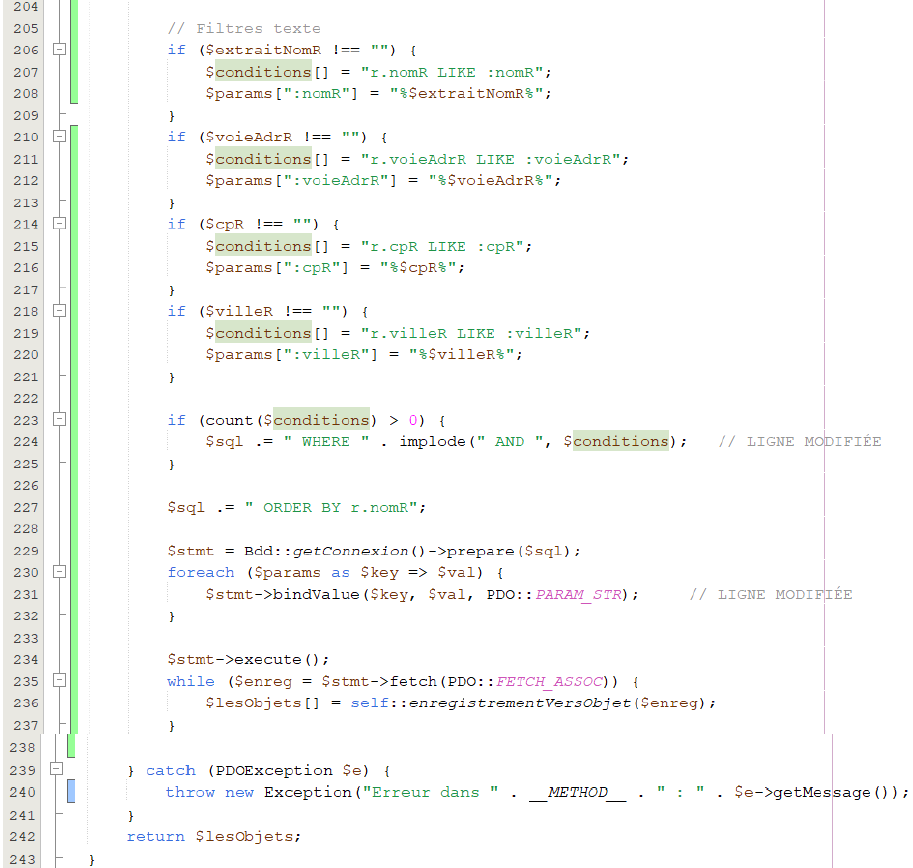 204
205 // Filtres texte
206 if ($extraitNomR !== "") {
207 $conditions[] = "r.nomR LIKE :nomR";
208 $params[":nomR"] = "%$extraitNomR%";
209 }
210 if ($voieAdrR !== "") {
211 $conditions[] = "r.voieAdrR LIKE :voieAdrR";
212 $params[":voieAdrR"] = "%$voieAdrR%";
213 }
214 if ($cpR !== "") {
215 $conditions[] = "r.cpR LIKE :cpR";
216 $params[":cpR"] = "%$cpR%";
217 }
218 if ($villeR !== "") {
219 $conditions[] = "r.villeR LIKE :villeR";
220 $params[":villeR"] = "%$villeR%";
221 }
222
223 if (count($conditions) > 0) {
224 $sql .= " WHERE " . implode(" AND ", $conditions); // LIGNE MODIFIÉE
225 }
226
227 $sql .= " ORDER BY r.nomR";
228
229 $stmt = Bdd::getConnexion()->prepare($sql);
230 foreach ($params as $key => $val) {
231 $stmt->bindValue($key, $val, PDO::PARAM_STR); // LIGNE MODIFIÉE
232 }
233
234 $stmt->execute();
235 while ($enreg = $stmt->fetch(PDO::FETCH_ASSOC)) {
236 $lesObjets[] = self::enregistrementVersObjet($enreg);
237 }
238
239 } catch (PDOException $e) {
240 throw new Exception("Erreur dans " . __METHOD__ . " : " . $e->getMessage());
241 }
242 return $lesObjets;
243 }